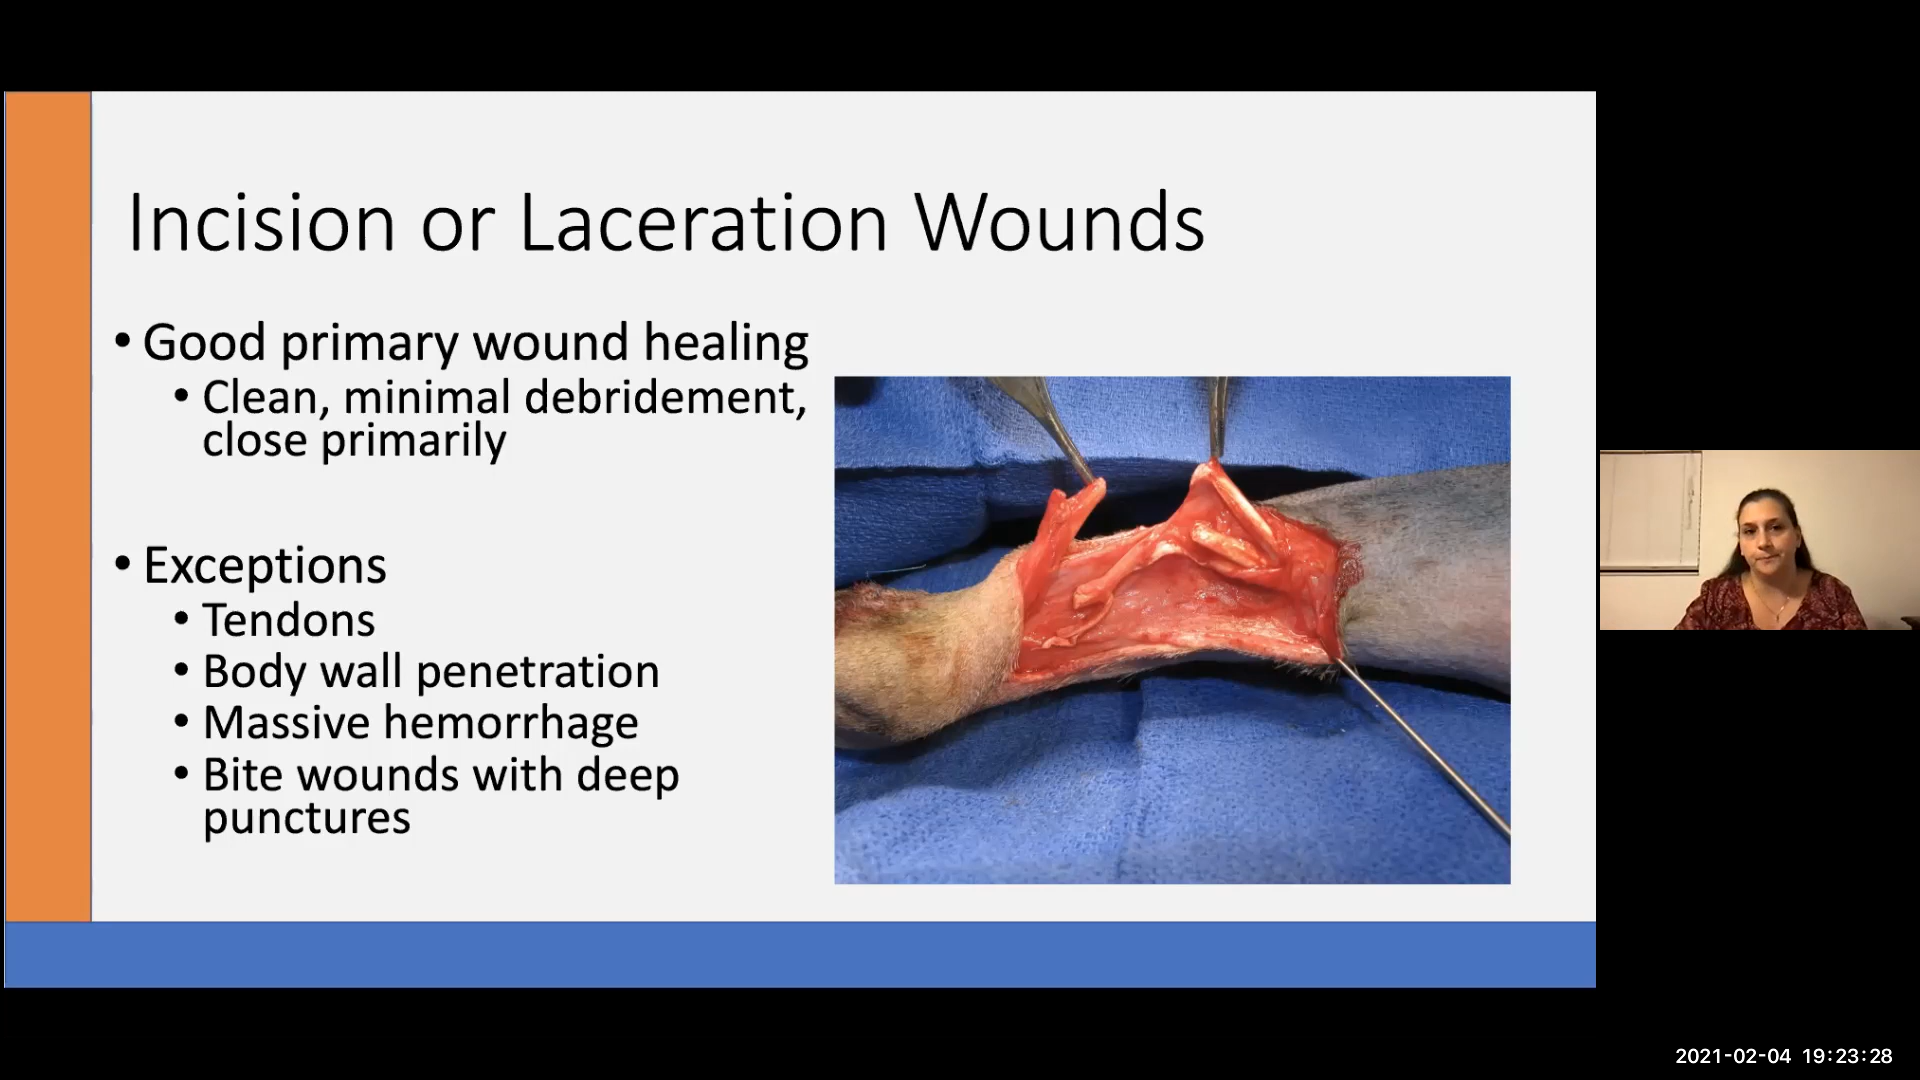 Incision or Laceration Wounds
• Good primary wound healing
• Clean, minimal debridement,
close primarily
• Exceptions
• Tendons
• Body wall penetration
• Massive hemorrhage
• Bite wounds with deep
punctures
2021-02-04 19:23:28